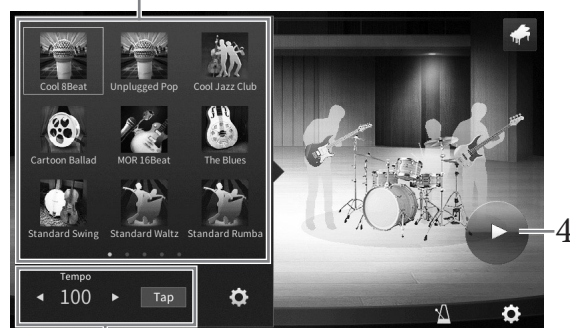 Cool 8Beat Unplugged Pop Cool Jazz Club
Cartoon Ballad MOR 16Beat The Blues
Standard Swing Standard Waltz Standard Rumba
Tempo
100 Tap
4